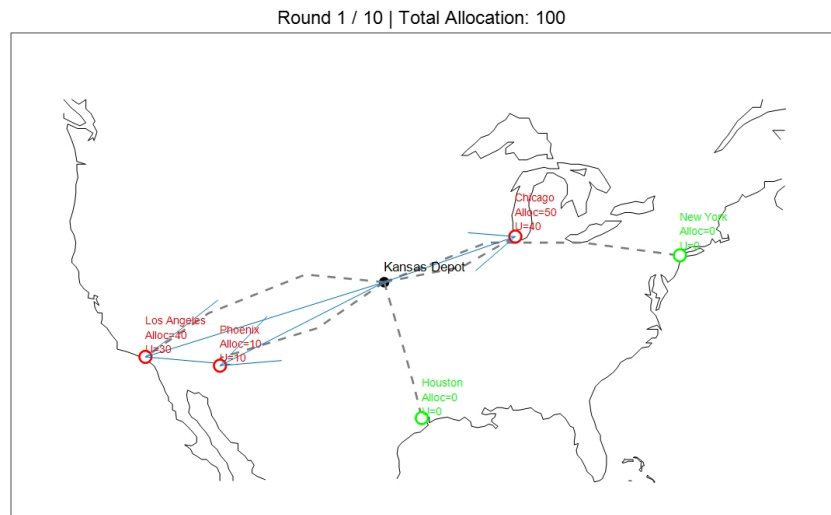 Round 1 / 10 | Total Allocation: 100
Chicago
Alloc=50
U=40
New York
Alloc=0
U=0
Kansas Depot
Los Angeles
Alloc=40
U=30
Phoenix
Alloc=10
U=10
Houston
Alloc=0
U=0